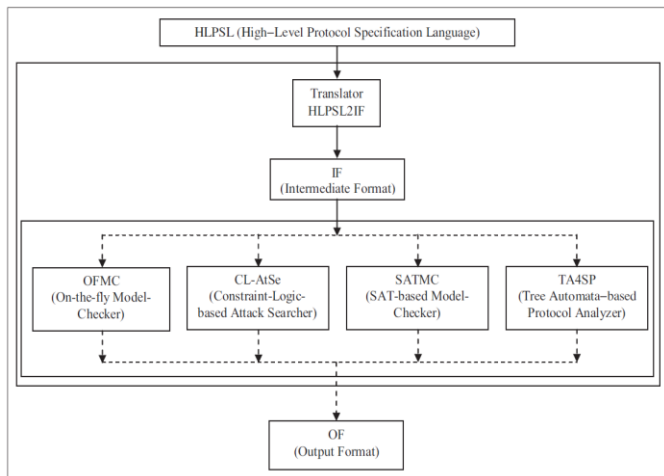 HLPSL (High–Level Protocol Specification Language)
Translator
HLPSL2IF
IF
(Intermediate Format)
OFMC
(On-the-fly Model-
Checker)
CL-AtSe
(Constraint-Logic-
based Attack Searcher)
SATMC
(SAT-based Model-
Checker)
TA4SP
(Tree Automata–based
Protocol Analyzer)
OF
(Output Format)